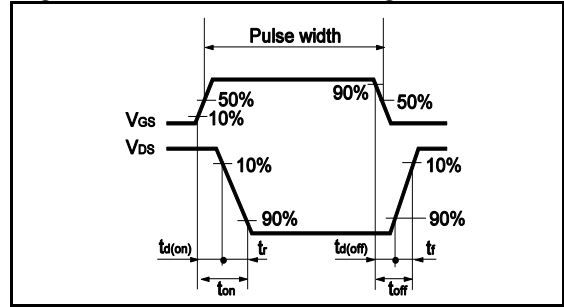 Pulse width
90%
50%
50%
VGS
10%
VDS
10%
10%
90%
90%
td(on)
tr
td(off)
tf
ton
toff